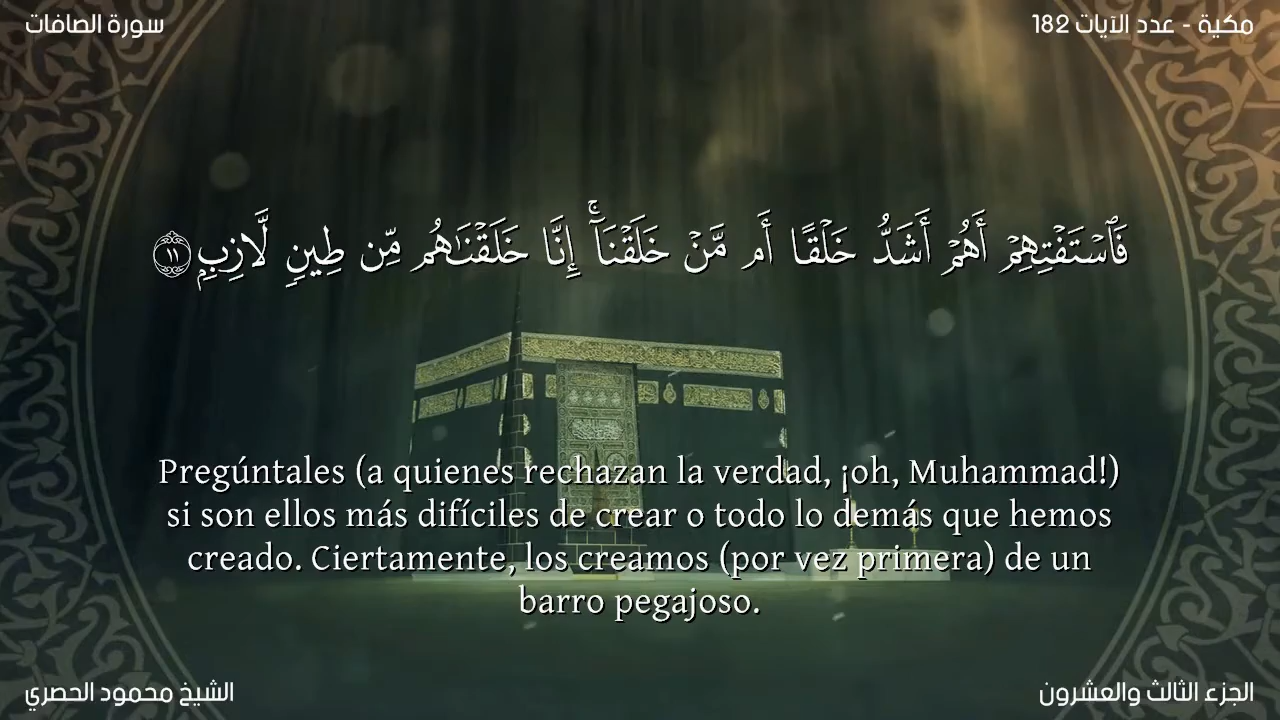 سورة الصافات
مكية - عدد الآيات 182
فَٱسۡتَفۡتِهِمۡ أَهُمۡ أَشَدُّ خَلۡقًا أَم مَّنۡ خَلَقۡنَآۚ إِنَّا خَلَقۡنَٰهُم مِّن طِينٖ لَّازِبِۭ ١١
Pregúntales (a quienes rechazan la verdad, ¡oh, Muhammad!)
si son ellos más difíciles de crear o todo lo demás que hemos
creado. Ciertamente, los creamos (por vez primera) de un
barro pegajoso.
الشيخ محمود الحصري
الجزء الثالث والعشرون